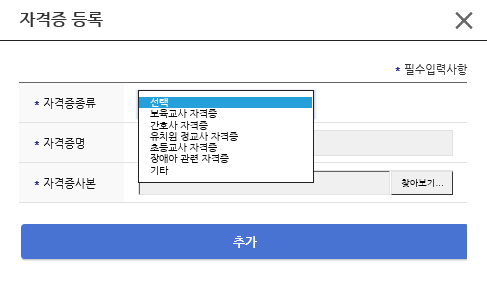 자격증 등록
* 필수입력사항
* 자격증종류
선택
보육교사 자격증
간호사 자격증
유치원 정교사 자격증
초등교사 자격증
장애아 관련 자격증
기타
* 자격증명
* 자격증사본
찾아보기...
추가